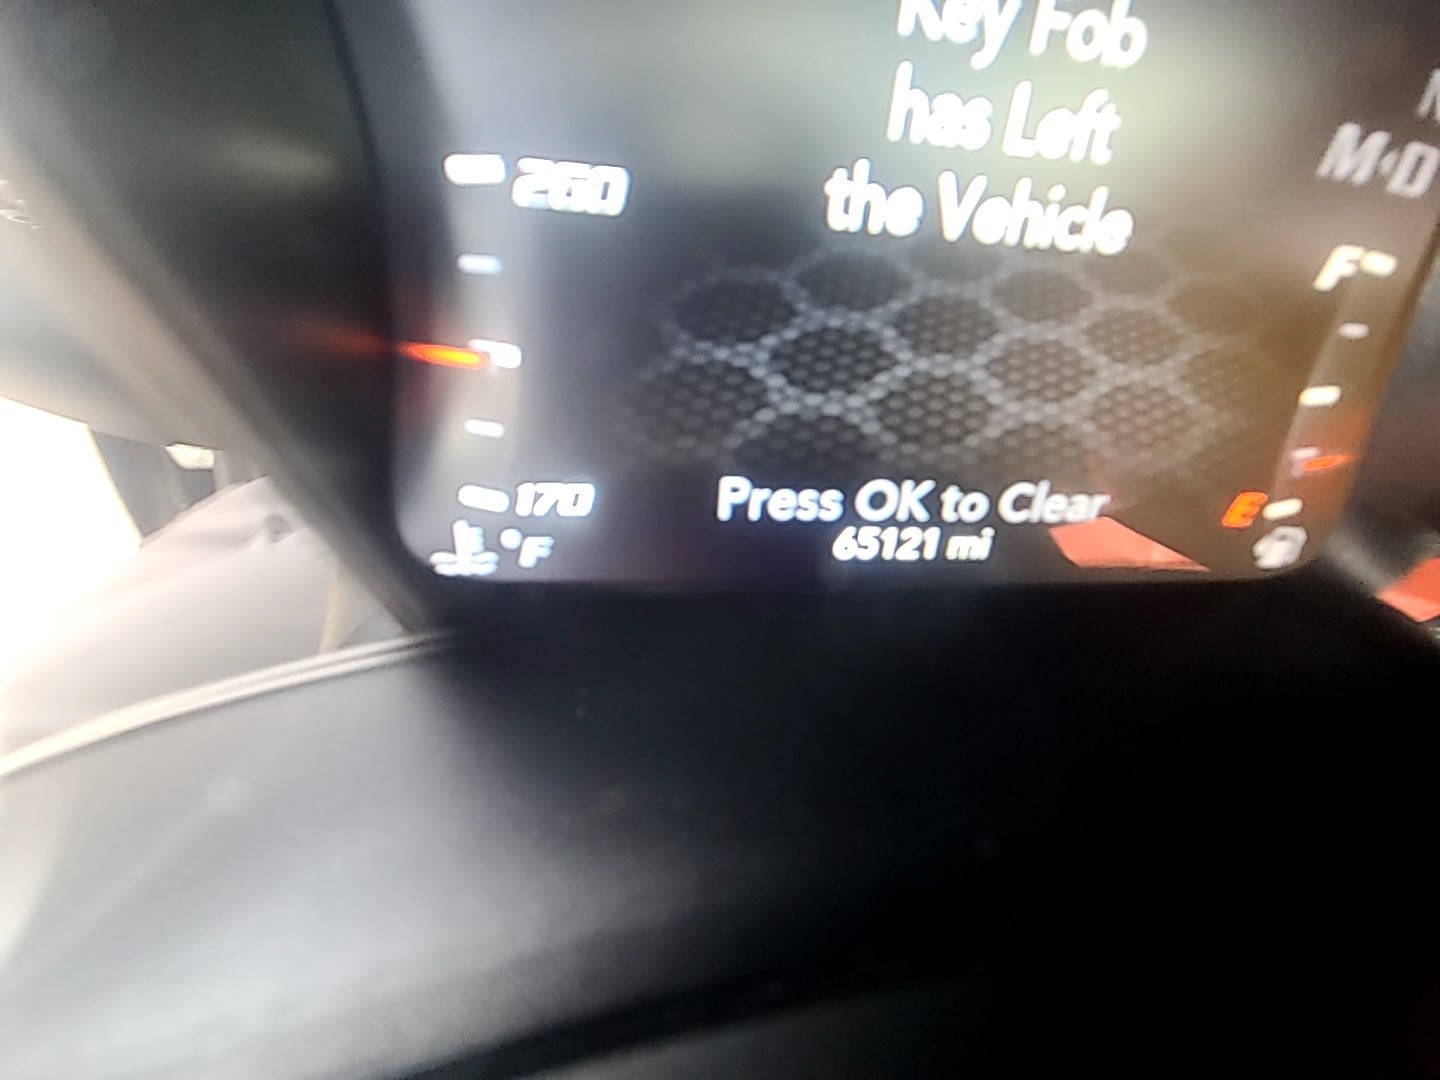 Key Fob
has Left
the Vehicle
M•D
260
F
170
°F
E
Press OK to Clear
65121 mi